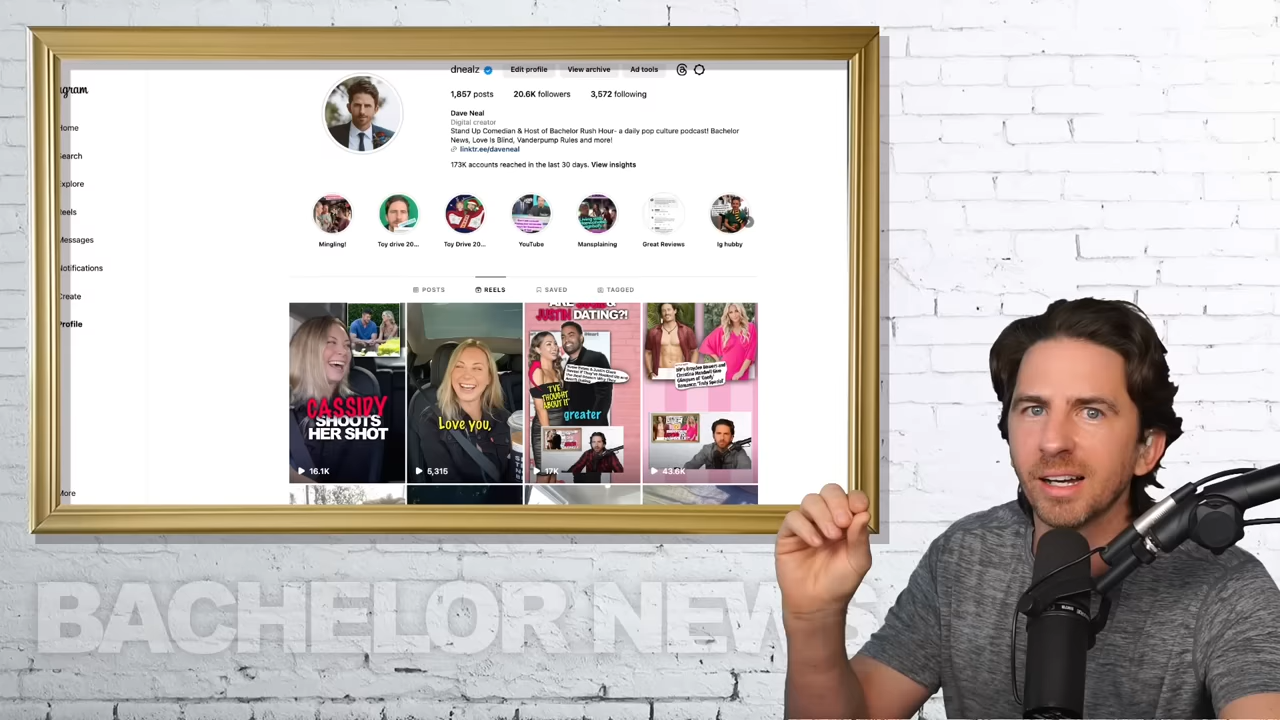 dnealz Edit profile View archive Ad tools
1,857 posts 20.6K followers 3,572 following
Dave Neal
Digital creator
Stand Up Comedian & Host of Bachelor Rush Hour- a daily pop culture podcast! Bachelor
News, Love Is Blind, Vanderpump Rules and more!
linktr.ee/daveneal
173K accounts reached in the last 30 days. View insights
gram
Home
Search
Explore
Reels
Messages
Notifications
Create
Profile
More
Mingling!
Toy drive 20...
Toy Drive 20...
YouTube
Mansplaining
Great Reviews
Ig hubby
POSTS REELS SAVED TAGGED
CASSIDY
SHOOTS
HER SHOT
16.1K
Love you,
5,315
JUSTIN DATING?!
"I'VE
THOUGHT
ABOUT IT"
greater
17K
43.6K
BACHELOR NEWS